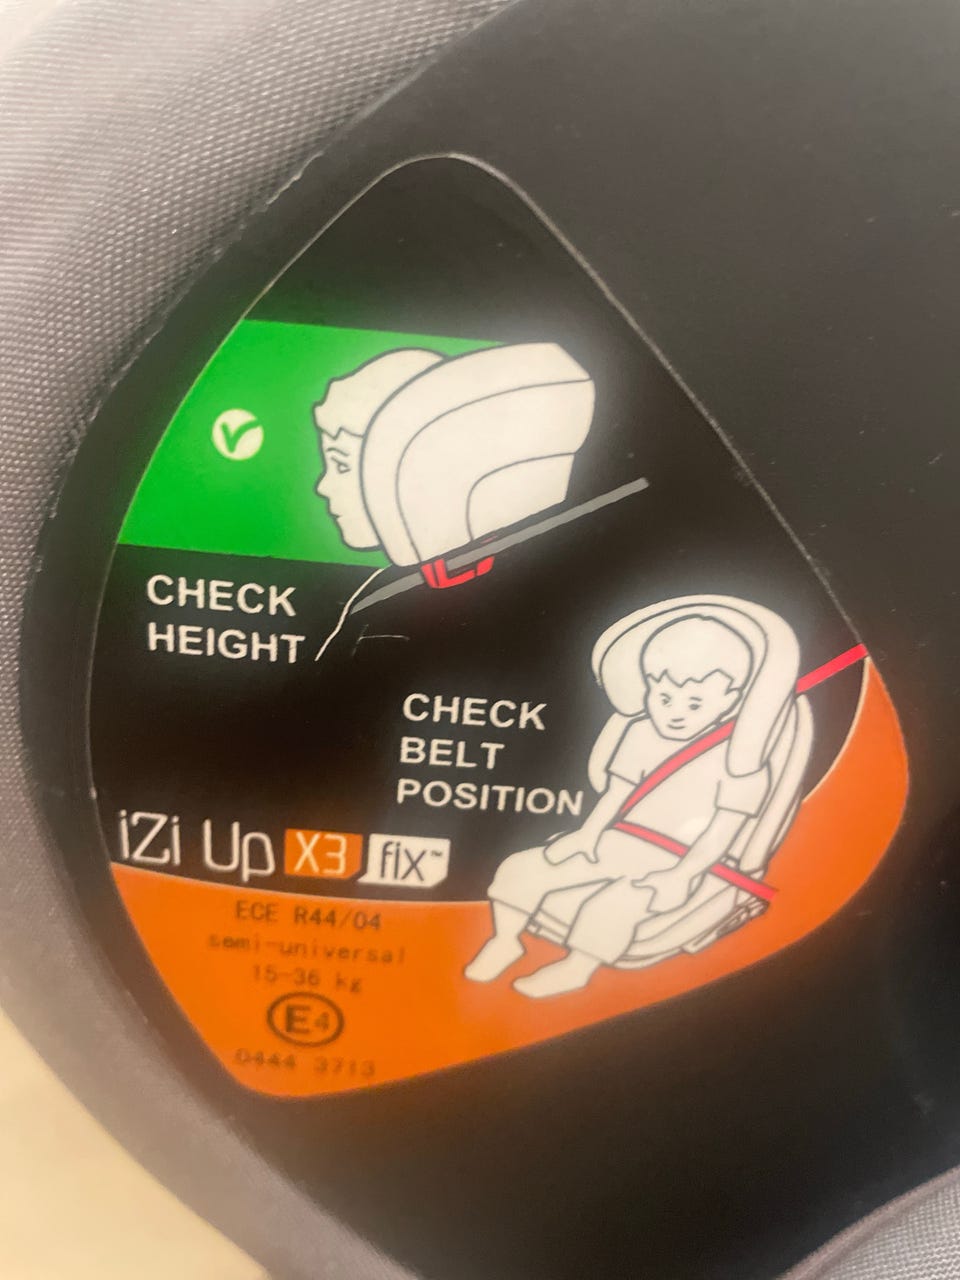 CHECK
HEIGHT
CHECK
BELT
POSITION
iZi Up X3 fix™
ECE R44/04
semi-universal
15-36 kg
E4
0444 3713